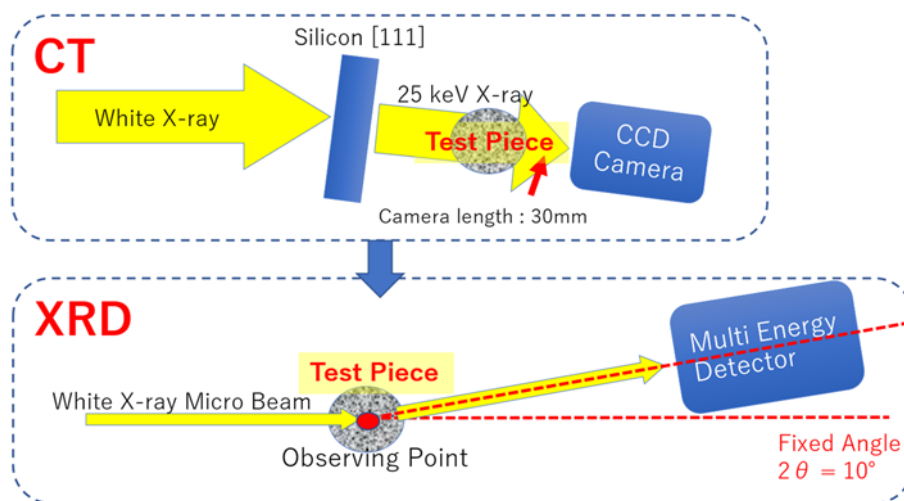 CT
Silicon [111]
White X-ray
25 keV X-ray
Test Piece
CCD
Camera
Camera length : 30mm
XRD
Multi Energy
Detector
Test Piece
White X-ray Micro Beam
Observing Point
Fixed Angle
2θ = 10°